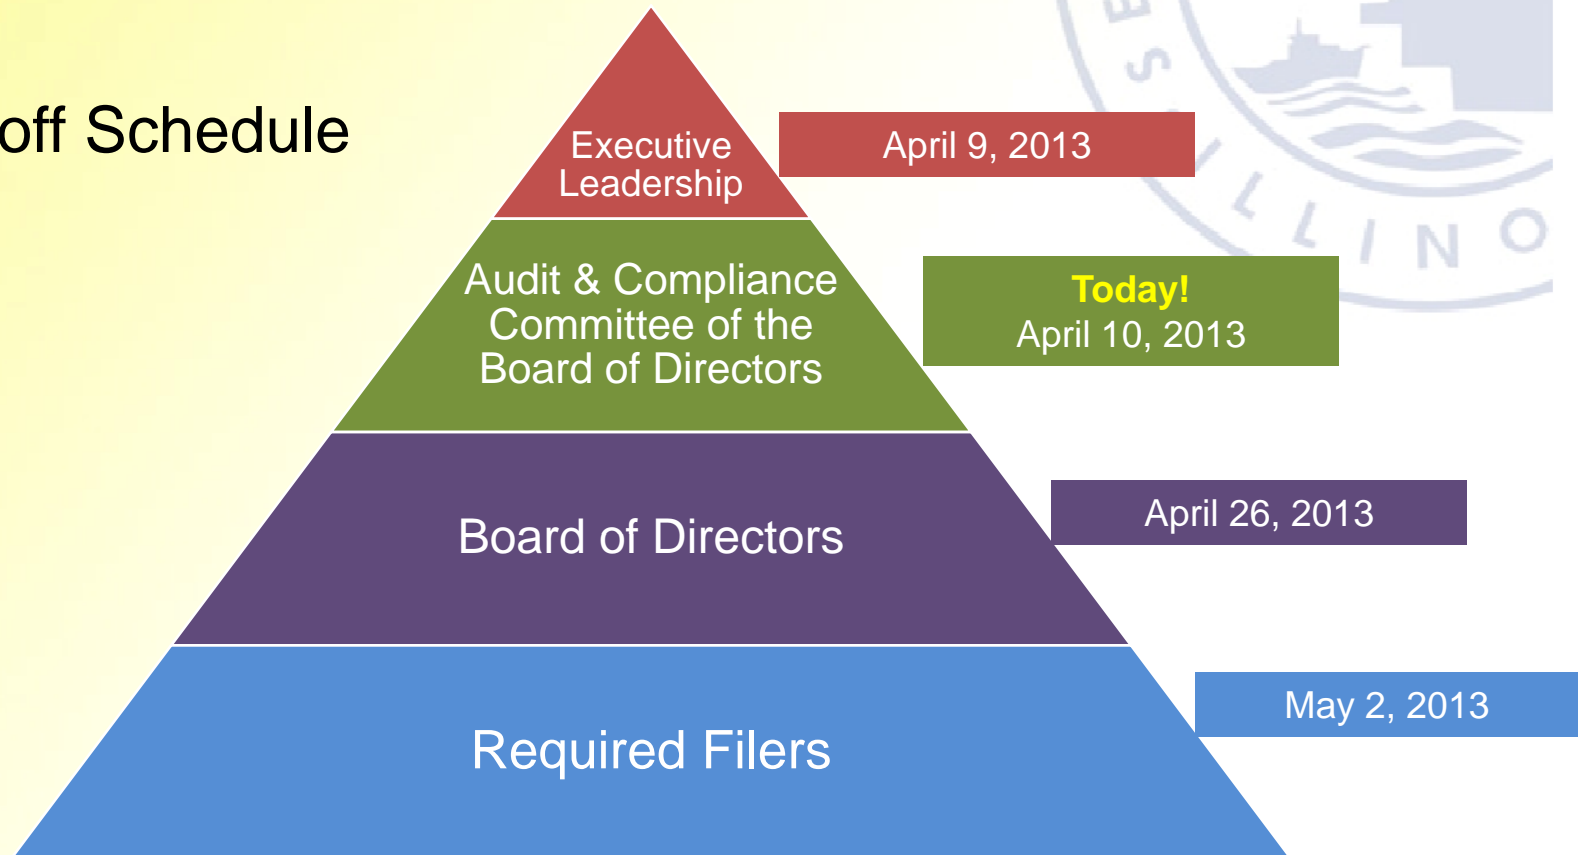 off Schedule
Executive
Leadership
April 9, 2013
Audit & Compliance
Committee of the
Board of Directors
Today!
April 10, 2013
Board of Directors
April 26, 2013
Required Filers
May 2, 2013